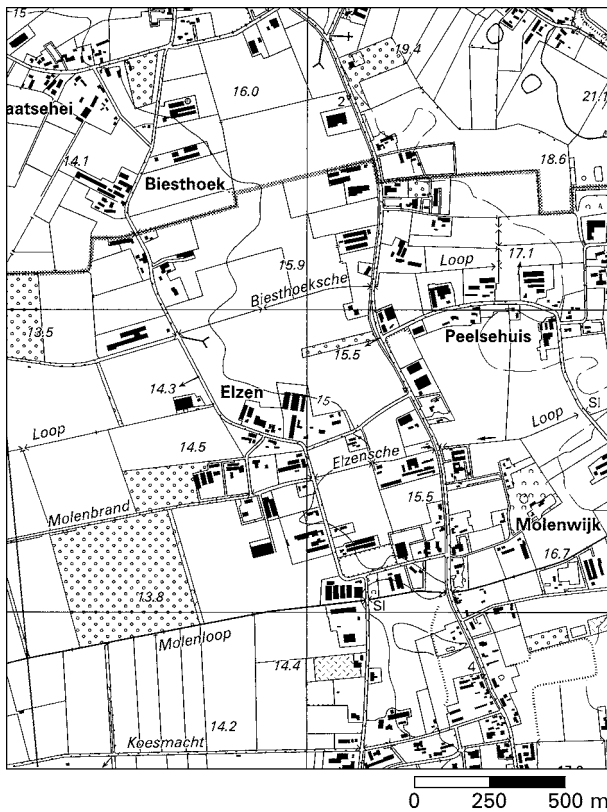 15
16.0
19.4
2
21.1
aatsehei
14.1
Biesthoek
18.6
15.9
Loop
17.1
Biesthoeksche
13.5
15.5
2
Peelsehuis
14.3
Elzen
15
Sl
Loop
Loop
14.5
Elzensche
Molenbrand
15.5
Molenwijk
16.7
13.8
Sl
Molenloop
14.4
4
14.2
Koesmacht
0 250 500 m